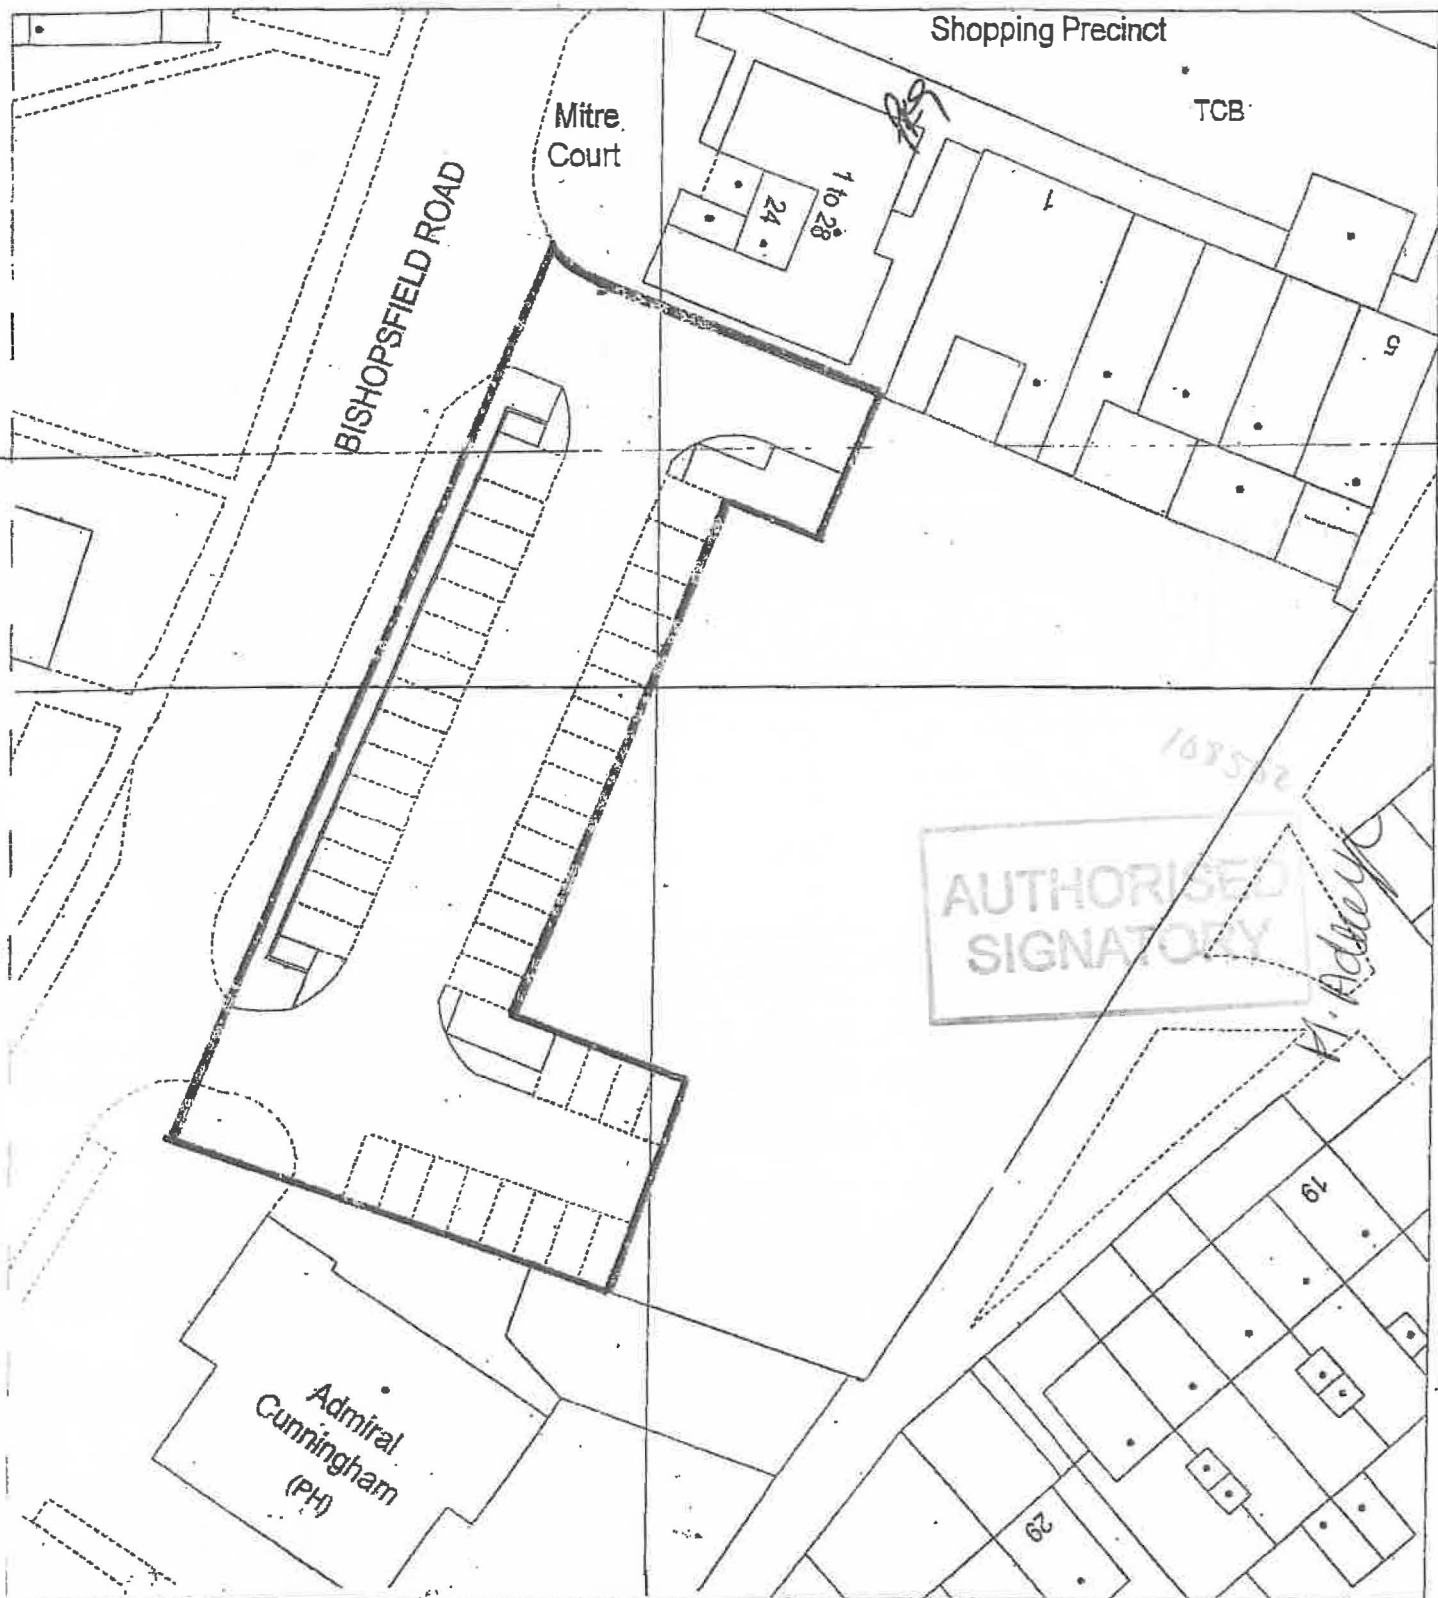 Shopping Precinct
TCB
Mitre
Court
1 to 28
24
1
5
BISHOPSFIELD ROAD
AUTHORISED
SIGNATORY
19
Admiral
Cunningham
(PH)
29